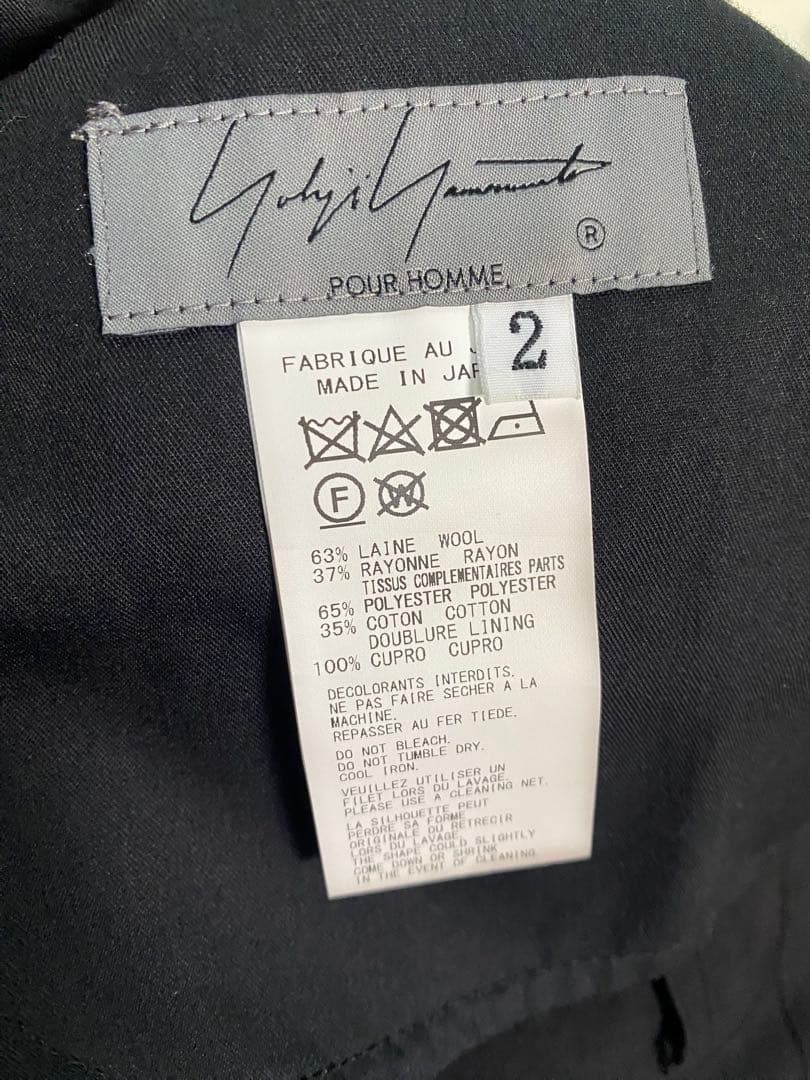 Yohji Yamamoto
®
POUR HOMME
2
FABRIQUE AU
MADE IN
F
W
63% LAINE WOOL
37% RAYONNE RAYON
TISSUS COMPLEMENTAIRES PARTS
65% POLYESTER POLYESTER
35% COTON COTTON
DOUBLURE LINING
100% CUPRO CUPRO
DECOLORANTS INTERDITS.
NE PAS FAIRE SECHER A LA
MACHINE.
REPASSER AU FER TIEDE.
DO NOT BLEACH.
DO NOT TUMBLE DRY.
COOL IRON.
VEUILLEZ UTILISER UN
FILET LORS DU LAVAGE.
PLEASE USE A CLEANING NET.
LA SILHOUETTE PEUT
PERDRE SA FORME
ORIGINALE OU RETRECIR
LORS DU LAVAGE.
THE SHAPE COULD SLIGHTLY
COME DOWN OR SHRINK
IN THE EVENT OF CLEANING.